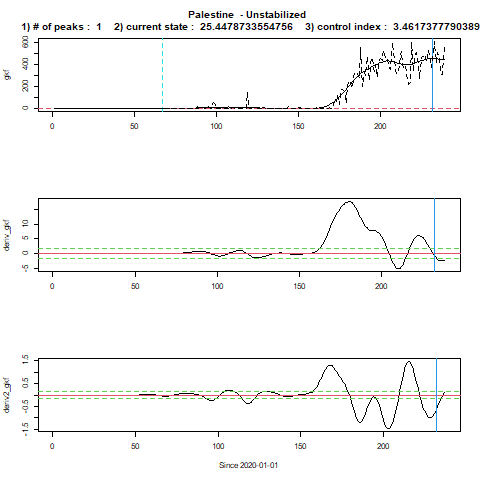 Palestine - Unstabilized
1) # of peaks : 1 2) current state : 25.4478733554756 3) control index : 3.4617377790389
gkf
0 200 400 600
0 50 100 150 200
deriv_gkf
-5 0 5 10
0 50 100 150 200
deriv2_gkf
-1.5 -0.5 0.5 1.5
0 50 100 150 200
Since 2020-01-01